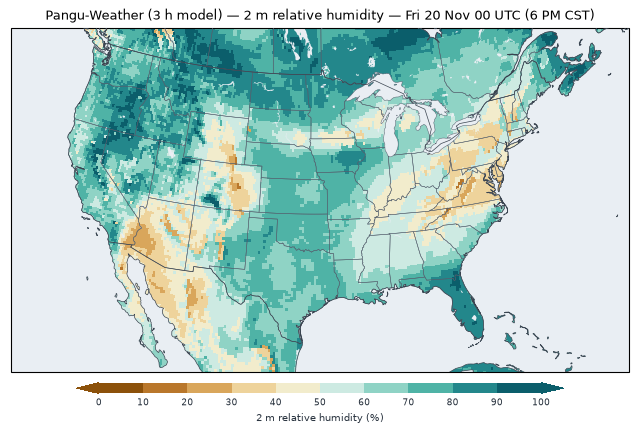 Pangu-Weather (3 h model) — 2 m relative humidity — Fri 20 Nov 00 UTC (6 PM CST)
0 10 20 30 40 50 60 70 80 90 100
2 m relative humidity (%)